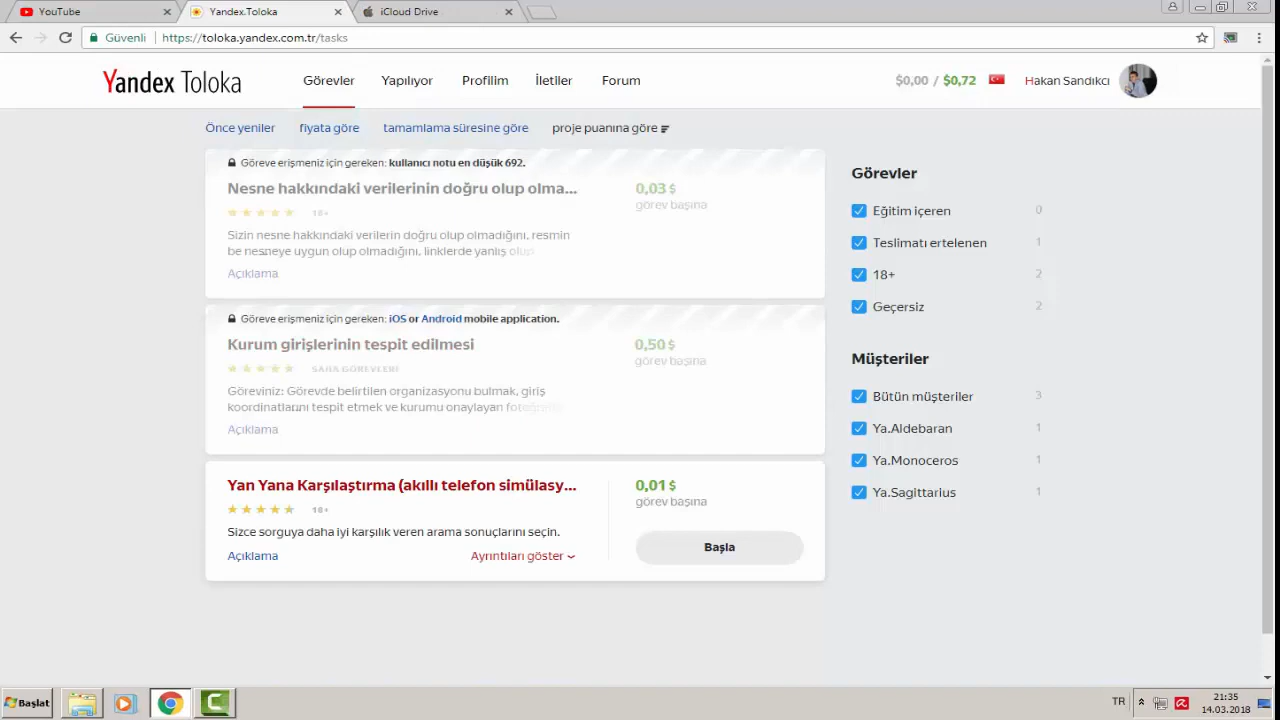 YouTube
Yandex.Toloka
iCloud Drive
Güvenli
https://toloka.yandex.com.tr/tasks
Yandex Toloka
Görevler
Yapılıyor
Profilim
İletiler
Forum
$0,00 / $0,72
Hakan Sandıkcı
Önce yeniler
fiyata göre
tamamlama süresine göre
proje puanına göre
Göreve erişmeniz için gereken: kullanıcı notu en düşük 692.
Nesne hakkındaki verilerinin doğru olup olma...
0,03 $
görev başına
18+
Sizin nesne hakkındaki verilerin doğru olup olmadığını, resmin
be nesneye uygun olup olmadığını, linklerde yanlış olup
Açıklama
Göreve erişmeniz için gereken: iOS or Android mobile application.
Kurum girişlerinin tespit edilmesi
0,50 $
görev başına
SAHA GÖREVLERİ
Göreviniz: Görevde belirtilen organizasyonu bulmak, giriş
koordinatlarını tespit etmek ve kurumu onaylayan fotoğrafını
Açıklama
Yan Yana Karşılaştırma (akıllı telefon simülasy...
0,01 $
görev başına
18+
Sizce sorguya daha iyi karşılık veren arama sonuçlarını seçin.
Başla
Açıklama
Ayrıntıları göster
Görevler
Eğitim içeren 0
Teslimatı ertelenen 1
18+ 2
Geçersiz 2
Müşteriler
Bütün müşteriler 3
Ya.Aldebaran 1
Ya.Monoceros 1
Ya.Sagittarius 1
Başlat
TR
21:35
14.03.2018